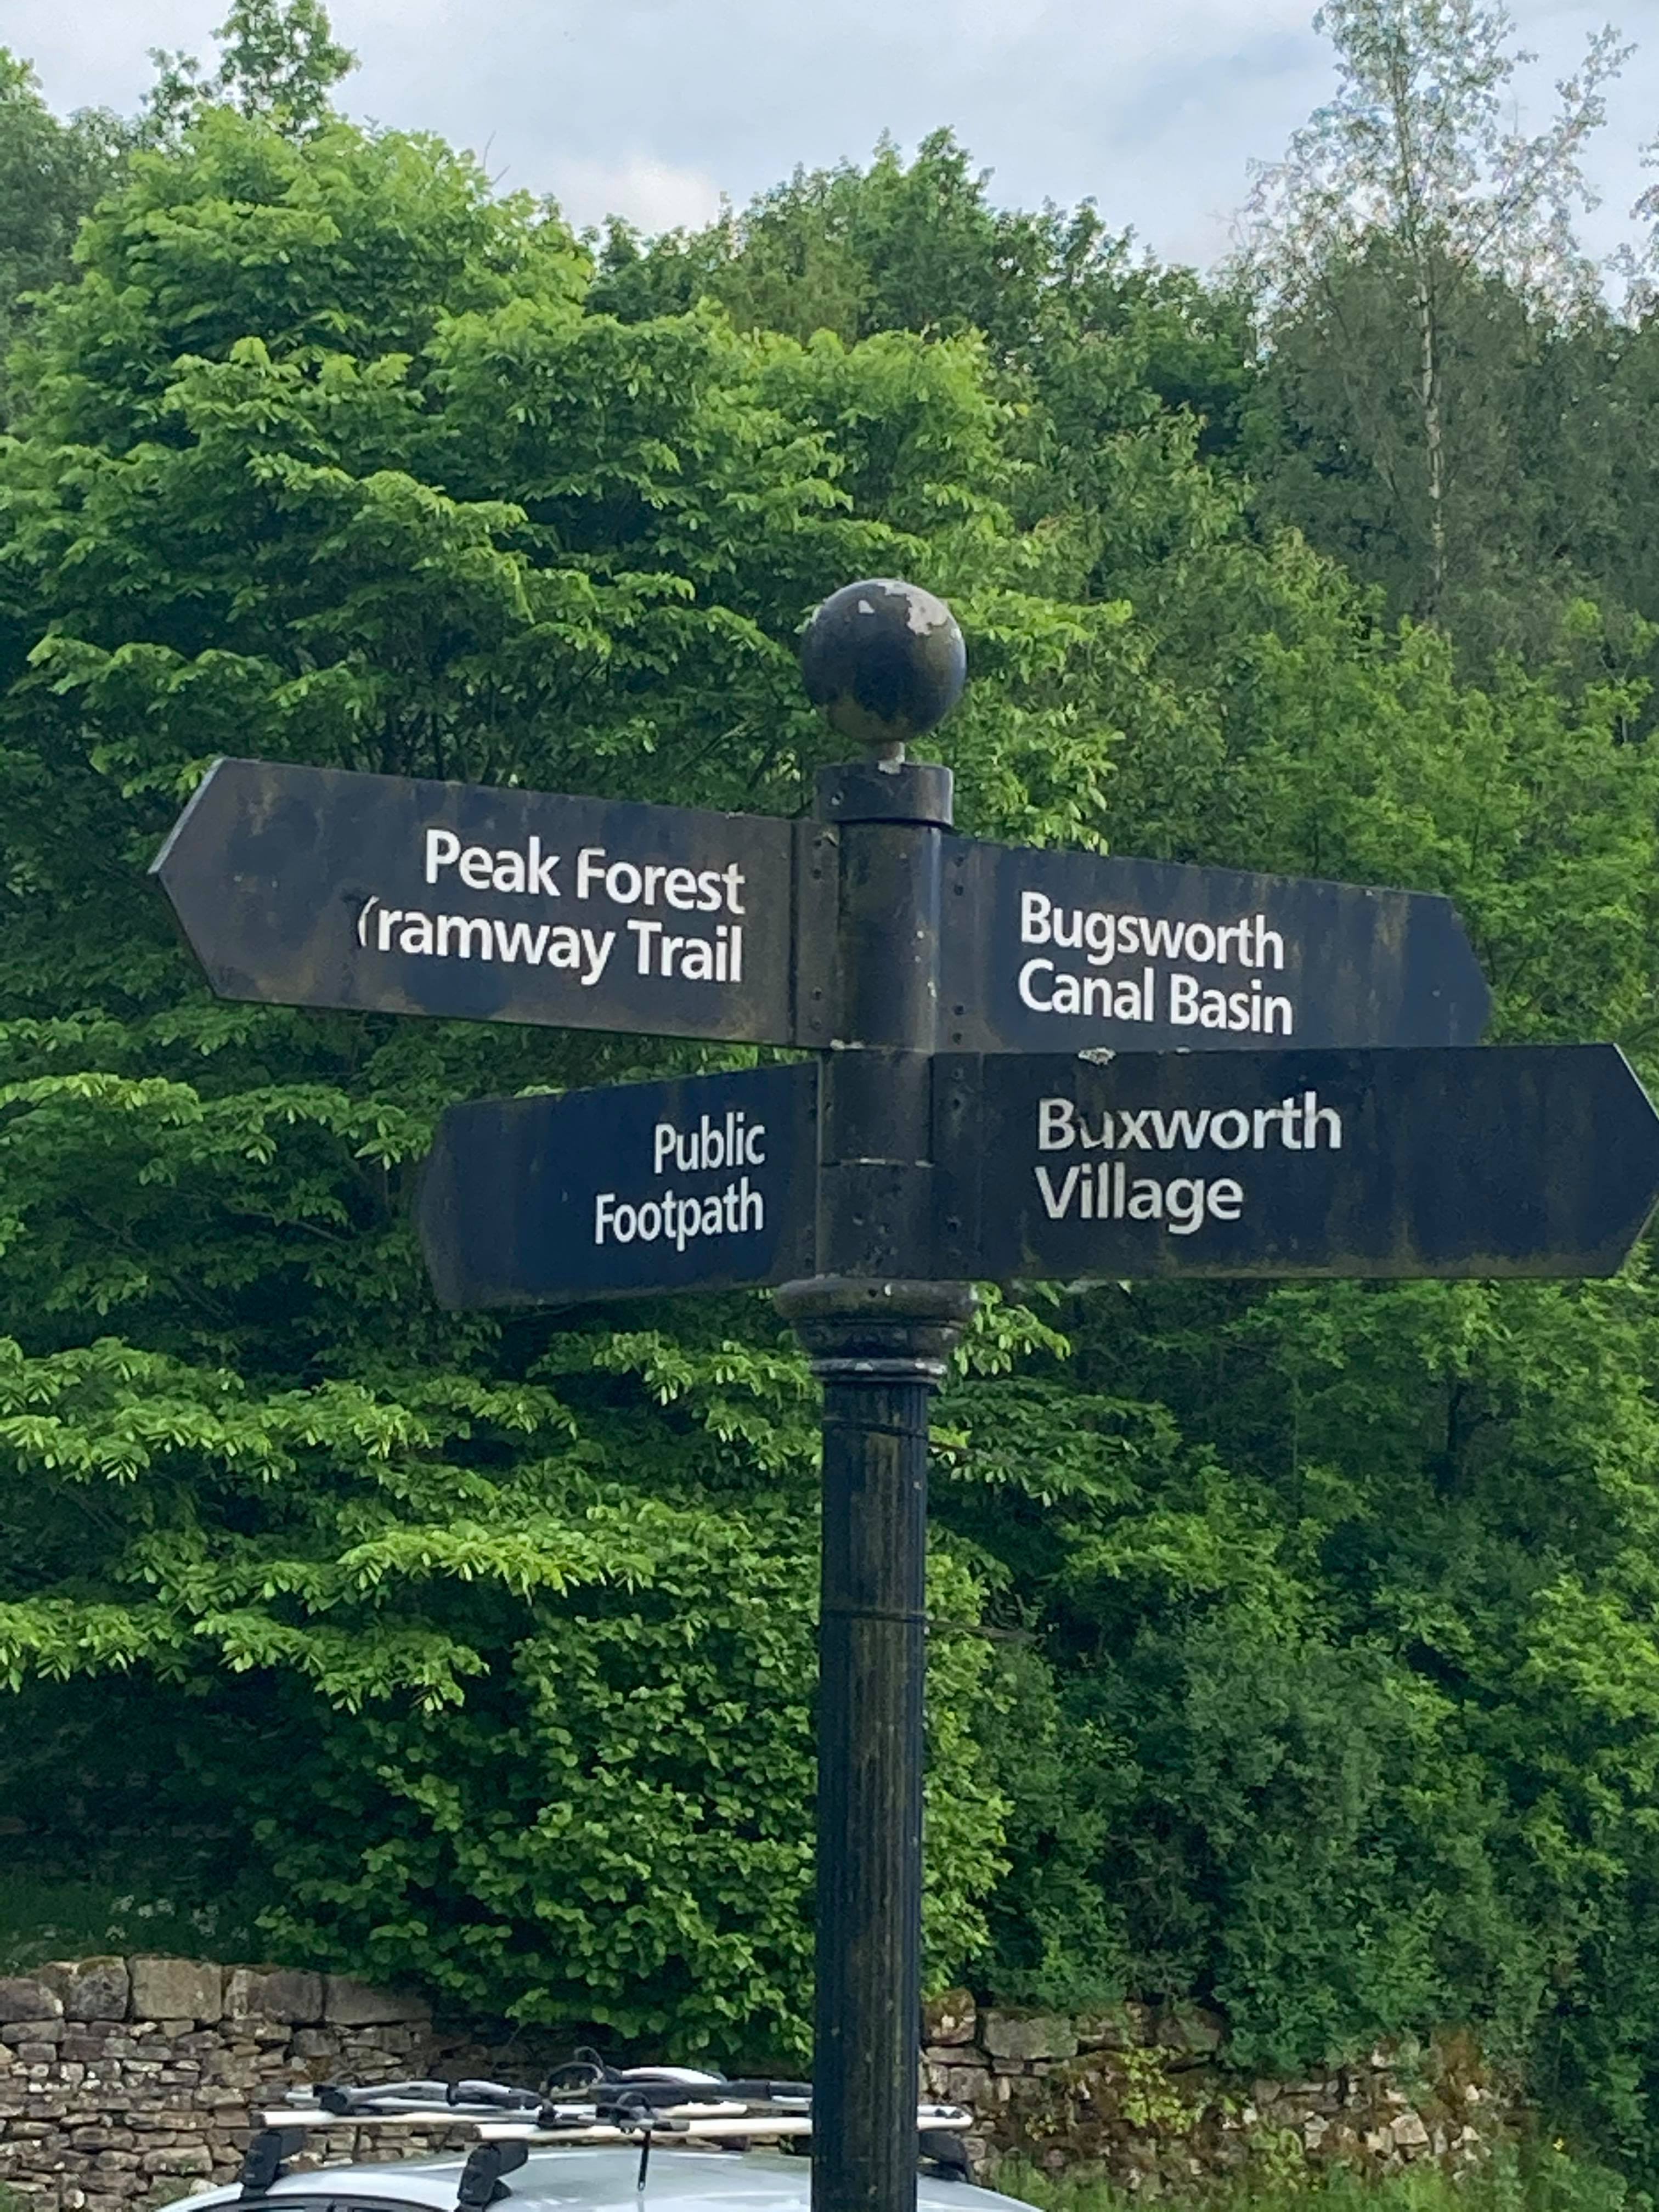 Peak Forest
Tramway Trail
Bugsworth
Canal Basin
Public
Footpath
Buxworth
Village